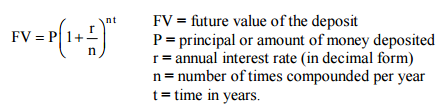 FV = P(1 + r/n)^nt
FV = future value of the deposit
P = principal or amount of money deposited
r = annual interest rate (in decimal form)
n = number of times compounded per year
t = time in years.